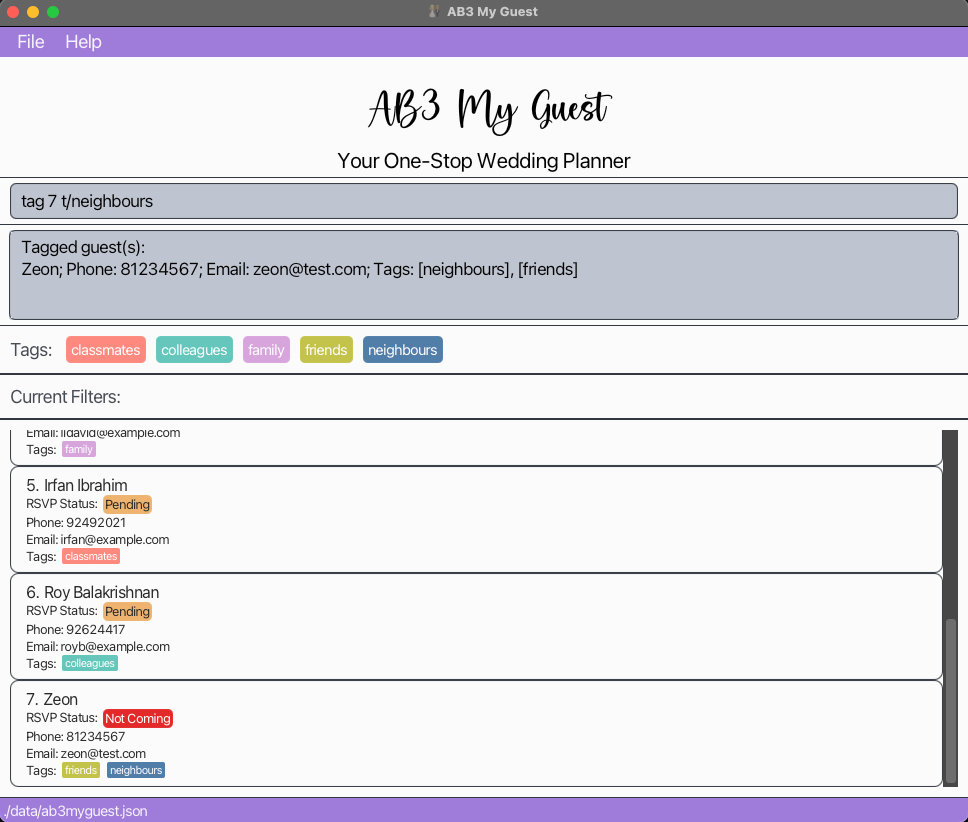 AB3 My Guest
File Help
AB3 My Guest
Your One-Stop Wedding Planner
tag 7 t/neighbours
Tagged guest(s):
Zeon; Phone: 81234567; Email: zeon@test.com; Tags: [neighbours], [friends]
Tags: classmates colleagues family friends neighbours
Current Filters:
Email: lidavid@example.com
Tags: family
5. Irfan Ibrahim
RSVP Status: Pending
Phone: 92492021
Email: irfan@example.com
Tags: classmates
6. Roy Balakrishnan
RSVP Status: Pending
Phone: 92624417
Email: royb@example.com
Tags: colleagues
7. Zeon
RSVP Status: Not Coming
Phone: 81234567
Email: zeon@test.com
Tags: friends neighbours
./data/ab3myguest.json